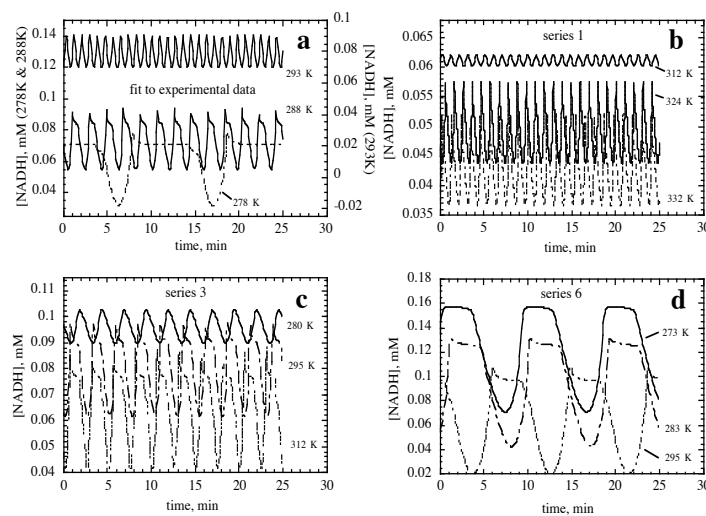 a
[NADH], mM (278K & 288K)
0.14
0.12
0.1
0.08
0.06
0.04
0.1
0.08
0.06
0.04
0.02
0
-0.02
[NADH], mM (293K)
293 K
fit to experimental data
288 K
278 K
0 5 10 15 20 25 30
time, min
b
series 1
[NADH], mM
0.065
0.06
0.055
0.05
0.045
0.04
0.035
312 K
324 K
332 K
0 5 10 15 20 25 30
time, min
c
series 3
[NADH], mM
0.11
0.1
0.09
0.08
0.07
0.06
0.05
0.04
280 K
295 K
312 K
0 5 10 15 20 25 30
time, min
d
series 6
[NADH], mM
0.18
0.16
0.14
0.12
0.1
0.08
0.06
0.04
0.02
273 K
283 K
295 K
0 5 10 15 20 25 30
time, min